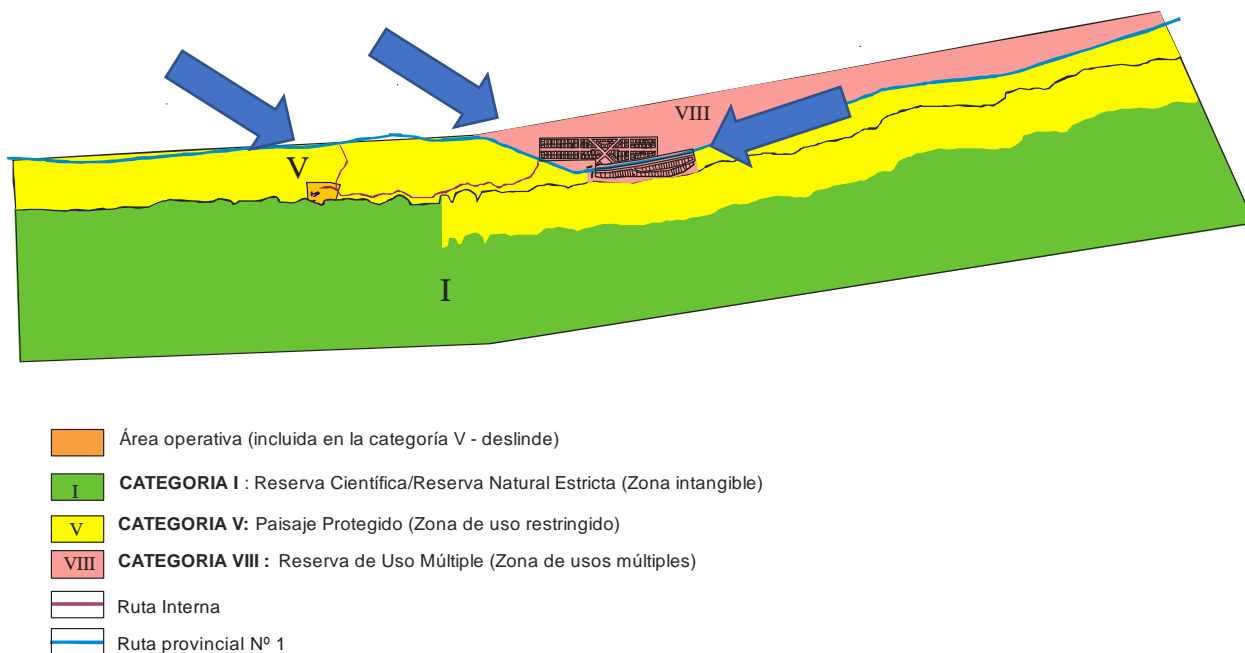 VIII
V
I
Área operativa (incluida en la categoría V - deslinde)
I CATEGORIA I : Reserva Científica/Reserva Natural Estricta (Zona intangible)
V CATEGORIA V: Paisaje Protegido (Zona de uso restringido)
VIII CATEGORIA VIII : Reserva de Uso Múltiple (Zona de usos múltiples)
Ruta Interna
Ruta provincial Nº 1